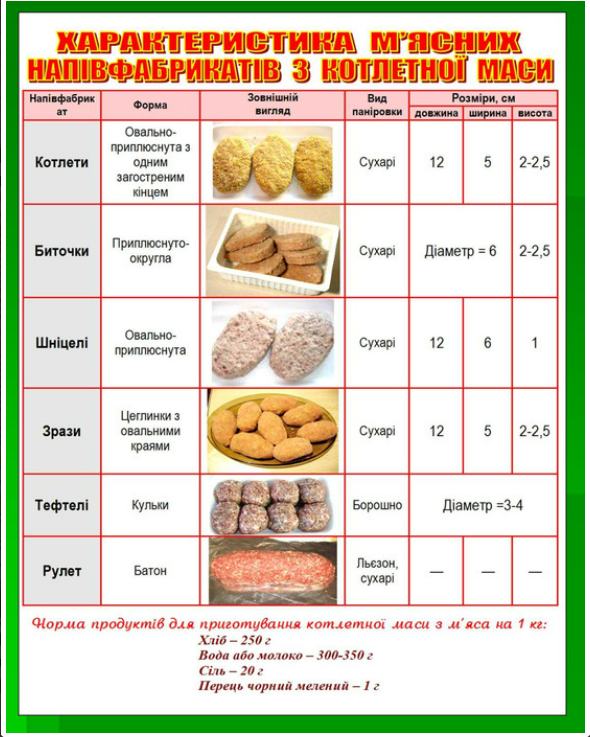 ХАРАКТЕРИСТИКА М'ЯСНИХ
НАПІВФАБРИКАТІВ З КОТЛЕТНОЇ МАСИ
Напівфабрик
ат
Форма
Зовнішній
вигляд
Вид
паніровки
Розміри, см
довжина
ширина
висота
Котлети
Овально-
приплюснута з
одним
загостреним
кінцем
Сухарі
12
5
2-2,5
Биточки
Приплюснуто-
округла
Сухарі
Діаметр = 6
2-2,5
Шніцелі
Овально-
приплюснута
Сухарі
12
6
1
Зрази
Цеглинки з
овальними
краями
Сухарі
12
5
2-2,5
Тефтелі
Кульки
Борошно
Діаметр =3-4
Рулет
Батон
Льєзон,
сухарі
—
—
—
Норма продуктів для приготування котлетної маси з м'яса на 1 кг:
Хліб – 250 г
Вода або молоко – 300-350 г
Сіль – 20 г
Перець чорний мелений – 1 г